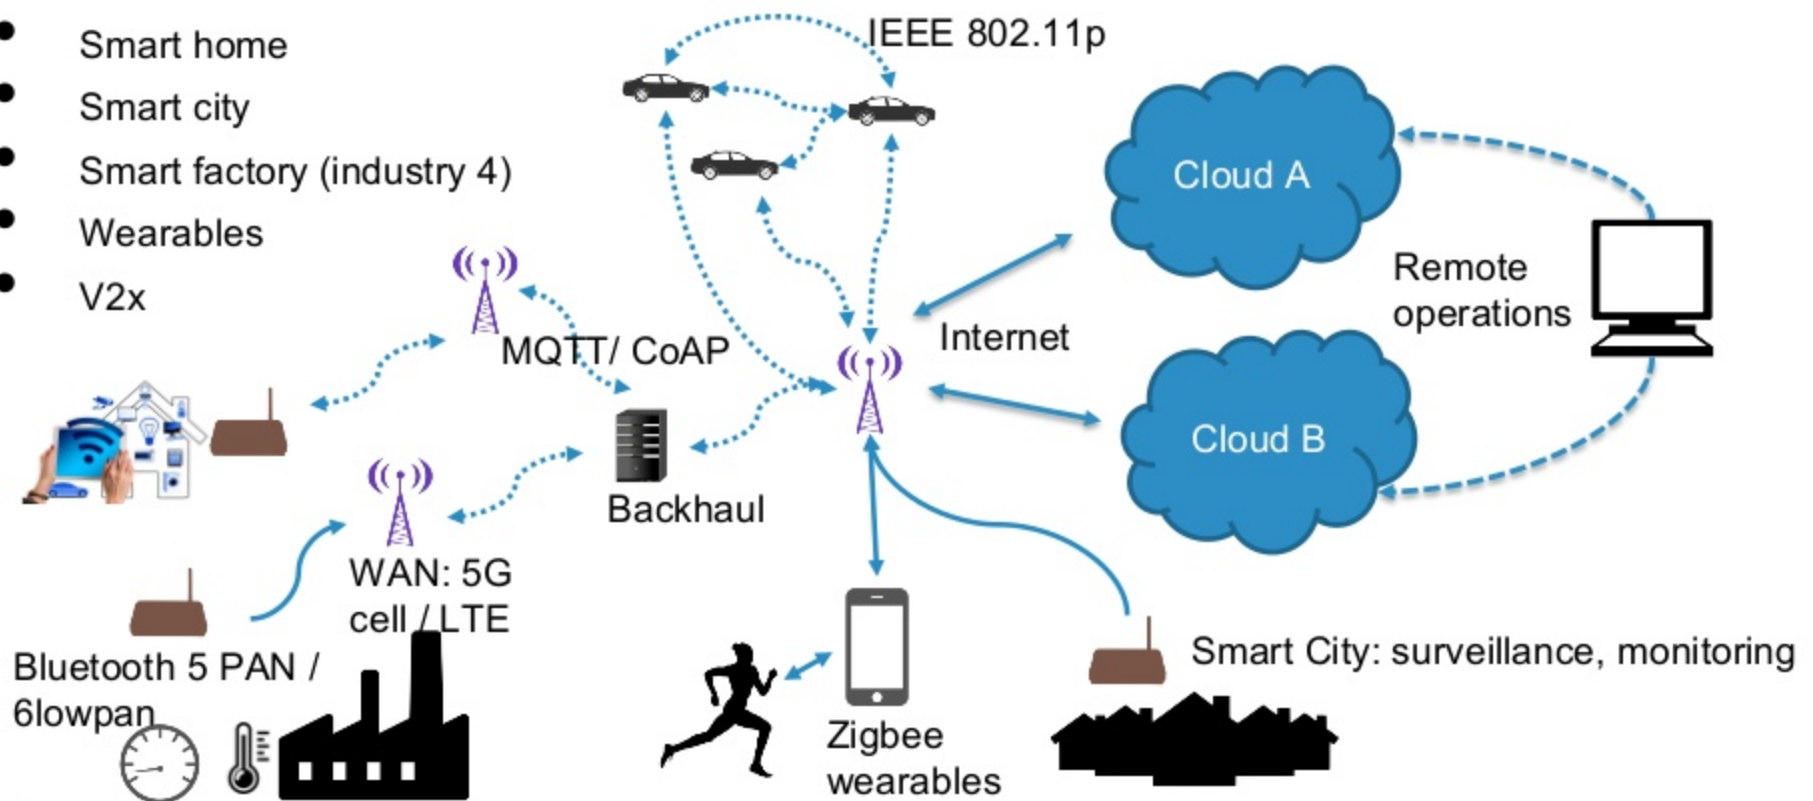 Smart home
Smart city
Smart factory (industry 4)
Wearables
V2x
IEEE 802.11p
Cloud A
Remote
operations
Internet
MQTT/ CoAP
Cloud B
Backhaul
WAN: 5G
cell / LTE
Bluetooth 5 PAN /
6lowpan
Zigbee
wearables
Smart City: surveillance, monitoring